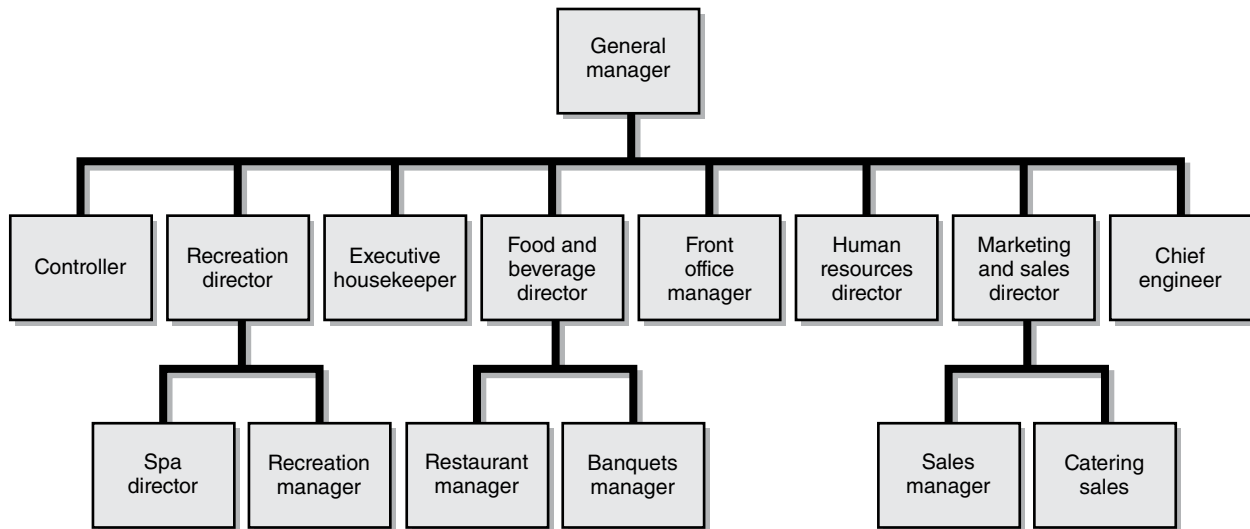 General
manager
Controller
Recreation
director
Executive
housekeeper
Food and
beverage
director
Front
office
manager
Human
resources
director
Marketing
and sales
director
Chief
engineer
Spa
director
Recreation
manager
Restaurant
manager
Banquets
manager
Sales
manager
Catering
sales